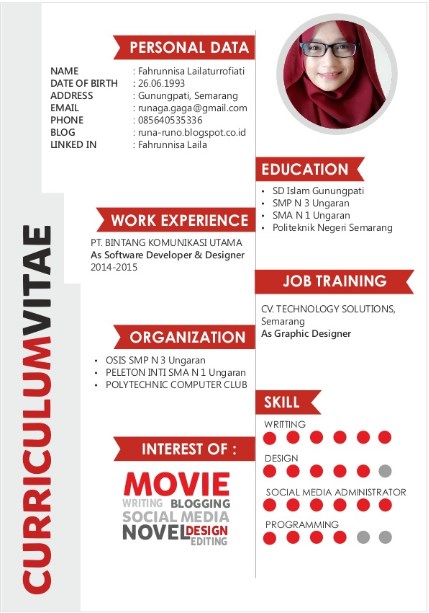 CURRICULUMVITAE
PERSONAL DATA
NAME : Fahrunnisa Lailaturrofiati
DATE OF BIRTH : 26.06.1993
ADDRESS : Gunungpati, Semarang
EMAIL : runaga.gaga@gmail.com
PHONE : 085640535336
BLOG : runa-runo.blogspot.co.id
LINKED IN : Fahrunnisa Laila
EDUCATION
• SD Islam Gunungpati
• SMP N 3 Ungaran
• SMA N 1 Ungaran
• Politeknik Negeri Semarang
WORK EXPERIENCE
PT. BINTANG KOMUNIKASI UTAMA
As Software Developer & Designer
2014-2015
JOB TRAINING
CV. TECHNOLOGY SOLUTIONS,
Semarang
As Graphic Designer
ORGANIZATION
• OSIS SMP N 3 Ungaran
• PELETON INTI SMA N 1 Ungaran
• POLYTECHNIC COMPUTER CLUB
SKILL
WRITTING
DESIGN
SOCIAL MEDIA ADMINISTRATOR
PROGRAMMING
INTEREST OF :
MOVIE
WRITING BLOGGING
SOCIAL MEDIA
NOVEL DESIGN
EDITING